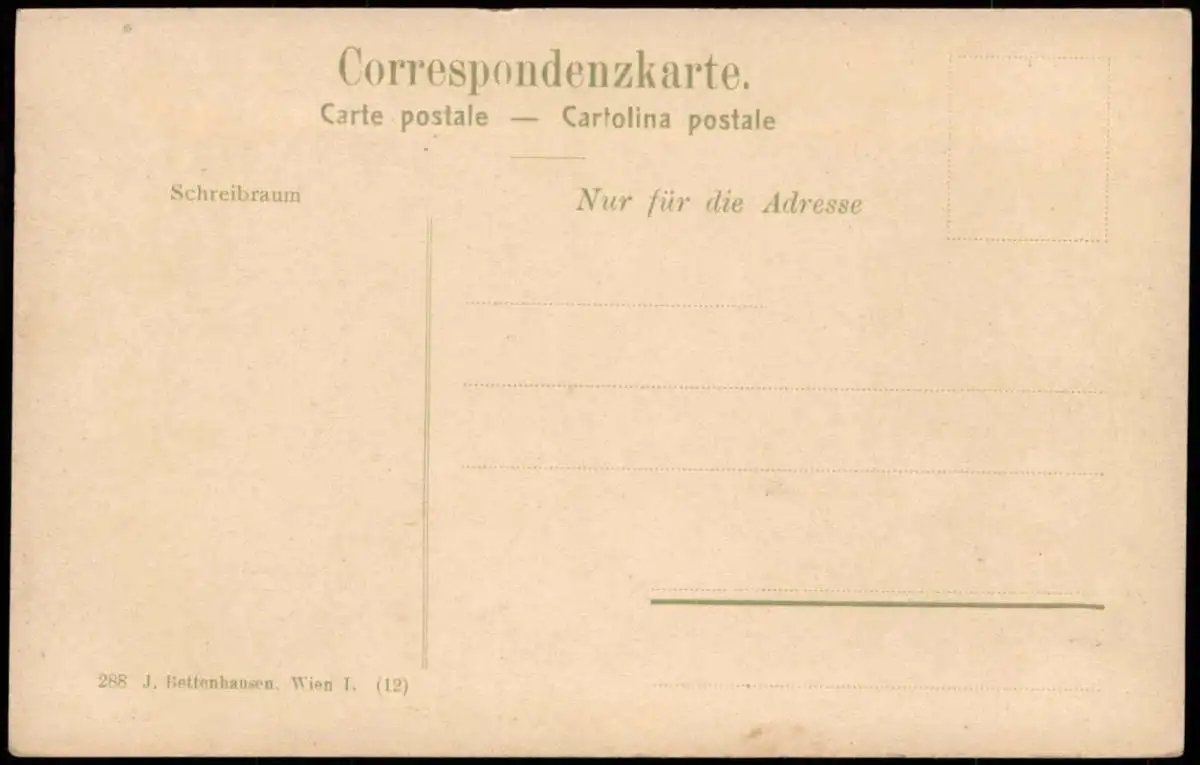 Correspondenzkarte.
Carte postale — Cartolina postale
Schreibraum
Nur für die Adresse
288 J. Bettenhausen, Wien I. (12)